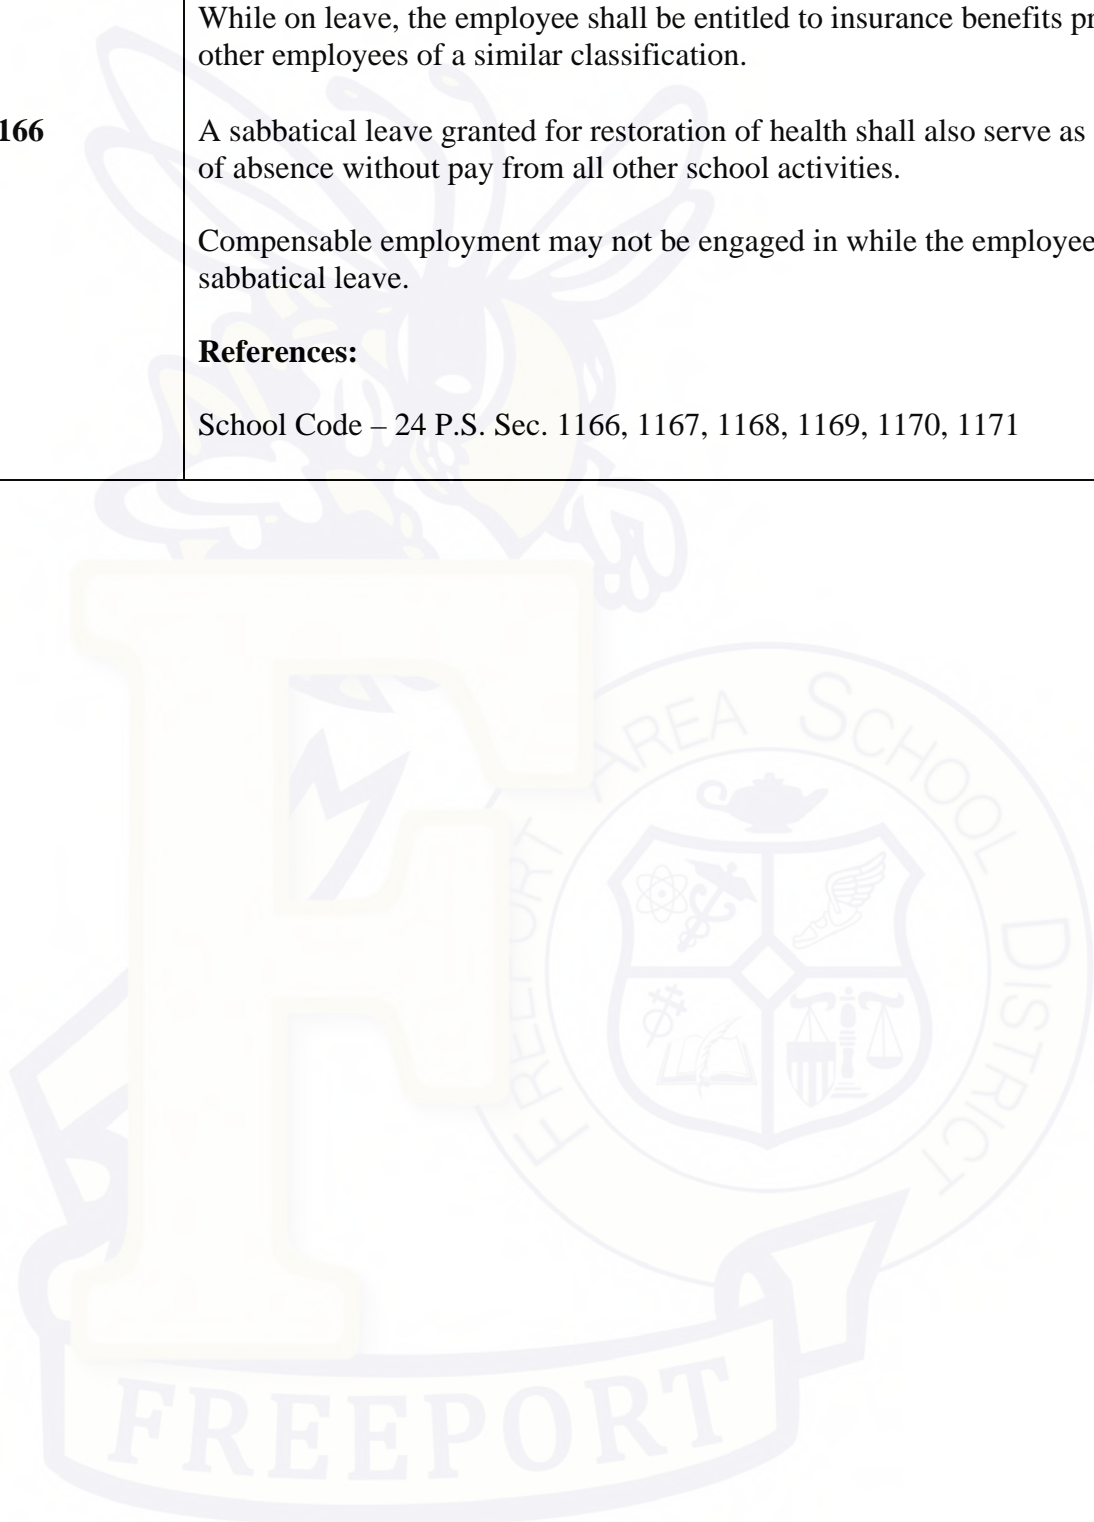 While on leave, the employee shall be entitled to insurance benefits
other employees of a similar classification.
166
A sabbatical leave granted for restoration of health shall also serve as
of absence without pay from all other school activities.
Compensable employment may not be engaged in while the employee
sabbatical leave.
References:
School Code – 24 P.S. Sec. 1166, 1167, 1168, 1169, 1170, 1171
FREEPORT AREA SCHOOL DISTRICT
F
FREEPORT